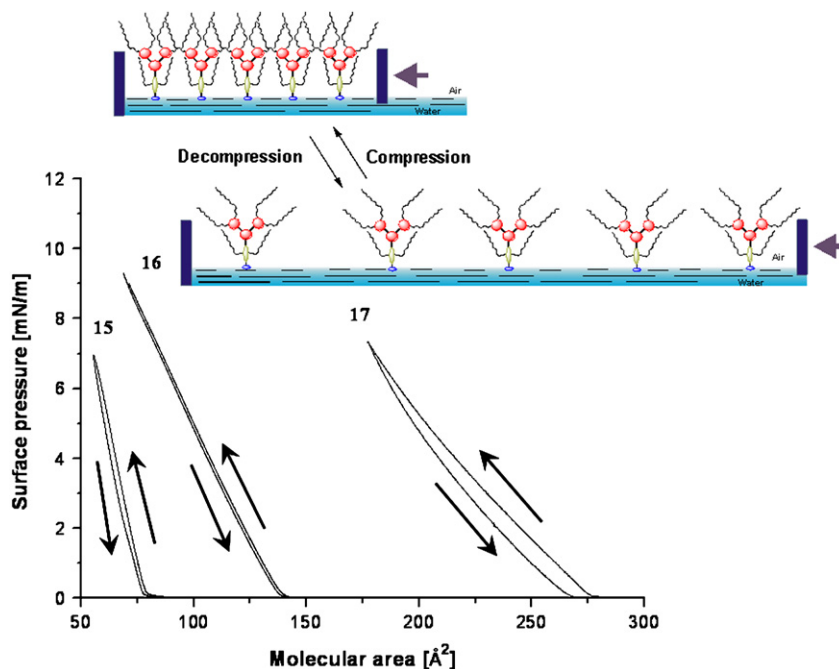 Air
Water
Decompression
Compression
Air
Water
12
10
8
6
4
2
0
16
15
17
Surface pressure [mN/m]
50
100
150
200
250
300
Molecular area [Å²]